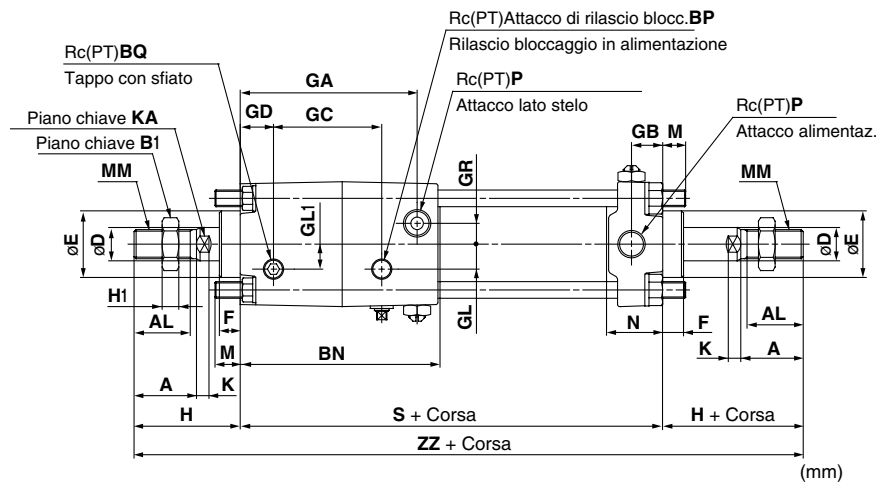 Rc(PT)Attacco di rilascio blocc.BP
Rilascio bloccaggio in alimentazione
Rc(PT)BQ
Tappo con sfiato
GA
Rc(PT)P
Attacco lato stelo
Rc(PT)P
Attacco alimentaz.
GD
GC
GB
M
Piano chiave KA
Piano chiave B1
MM
GR
MM
øE
øD
GL1
øD
øE
H1
AL
F
GL
N
F
AL
M
BN
K
A
A
K
H
S + Corsa
H + Corsa
ZZ + Corsa
(mm)